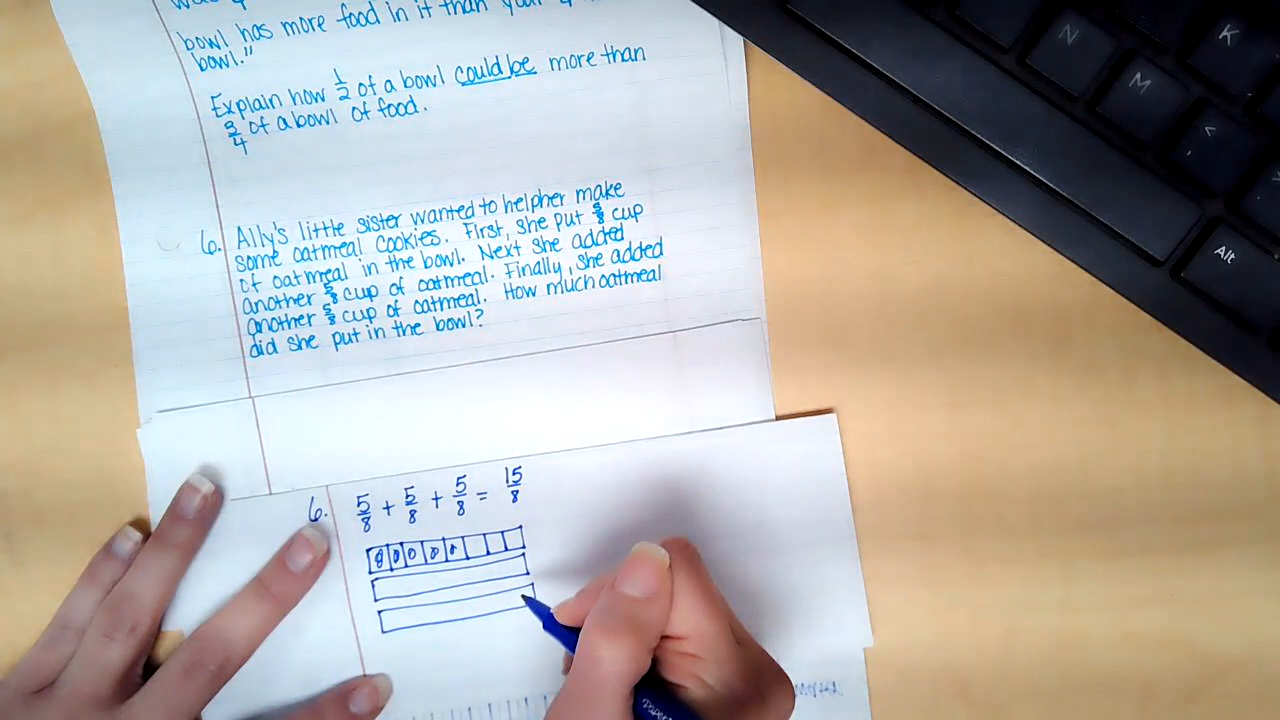 bowl has more food in it than your
bowl."
Explain how 1/2 of a bowl could be more than
3/4 of a bowl of food.
6. Ally's little sister wanted to help her make
some oatmeal cookies. First, she put 5/8 cup
of oatmeal in the bowl. Next she added
another 5/8 cup of oatmeal. Finally, she added
another 5/8 cup of oatmeal. How much oatmeal
did she put in the bowl?
6. 5/8 + 5/8 + 5/8 = 15/8
N
K
M
<
,
Alt